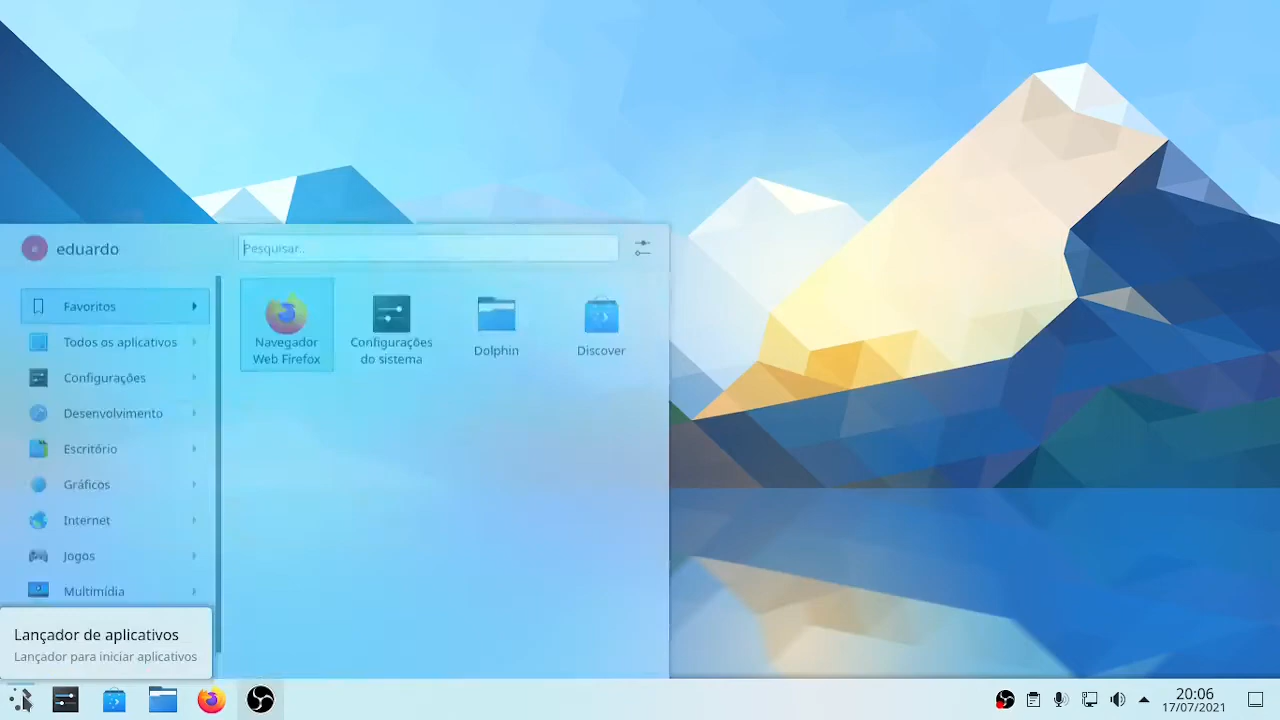 eduardo
Pesquisar..
Favoritos
Todos os aplicativos
Configurações
Desenvolvimento
Escritório
Gráficos
Internet
Jogos
Multimídia
Navegador
Web Firefox
Configurações
do sistema
Dolphin
Discover
Lançador de aplicativos
Lançador para iniciar aplicativos
20:06
17/07/2021